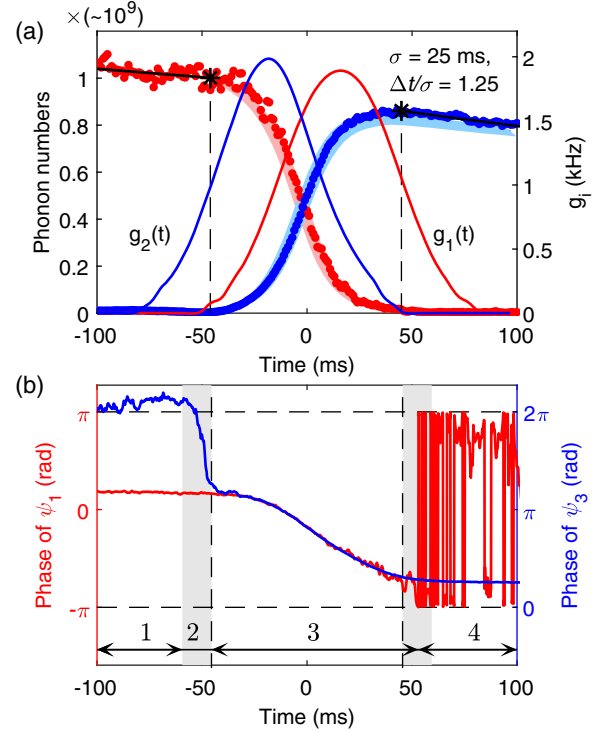 ×(~10⁹)
(a)
σ = 25 ms,
Δt/σ = 1.25
Phonon numbers
1
0.8
0.6
0.4
0.2
0
2
1.5
1
0.5
0
gᵢ (kHz)
g₂(t)
g₁(t)
-100 -50 0 50 100
Time (ms)
(b)
Phase of ψ₁ (rad)
π
0
-π
2π
π
0
Phase of ψ₃ (rad)
1 2 3 4
-100 -50 0 50 100
Time (ms)